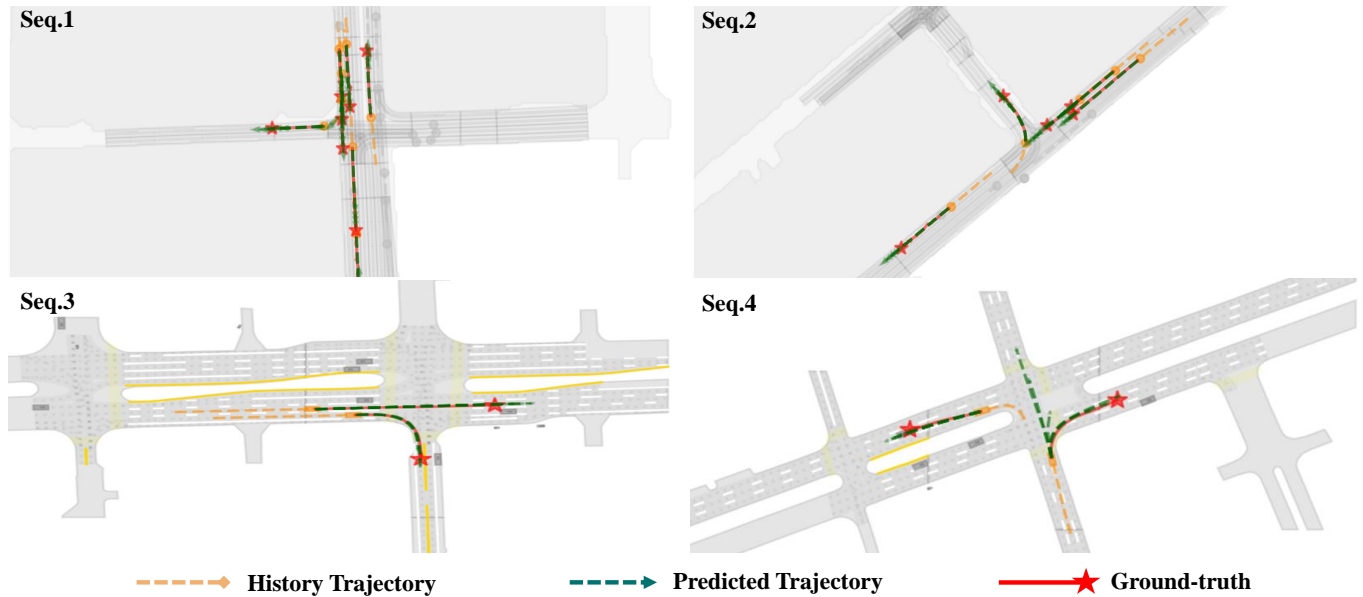 Seq.1
Seq.2
Seq.3
Seq.4
History Trajectory
Predicted Trajectory
Ground-truth